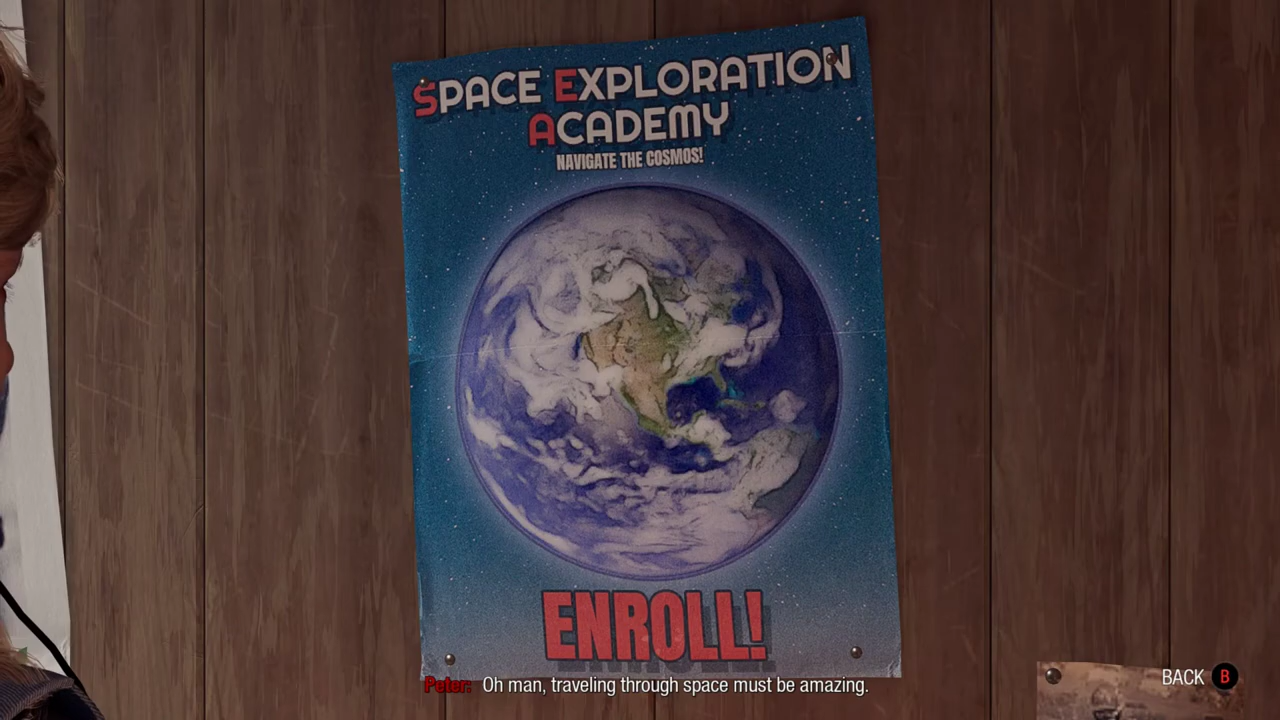 SPACE EXPLORATION
ACADEMY
NAVIGATE THE COSMOS!
ENROLL!
Peter: Oh man, traveling through space must be amazing.
BACK B